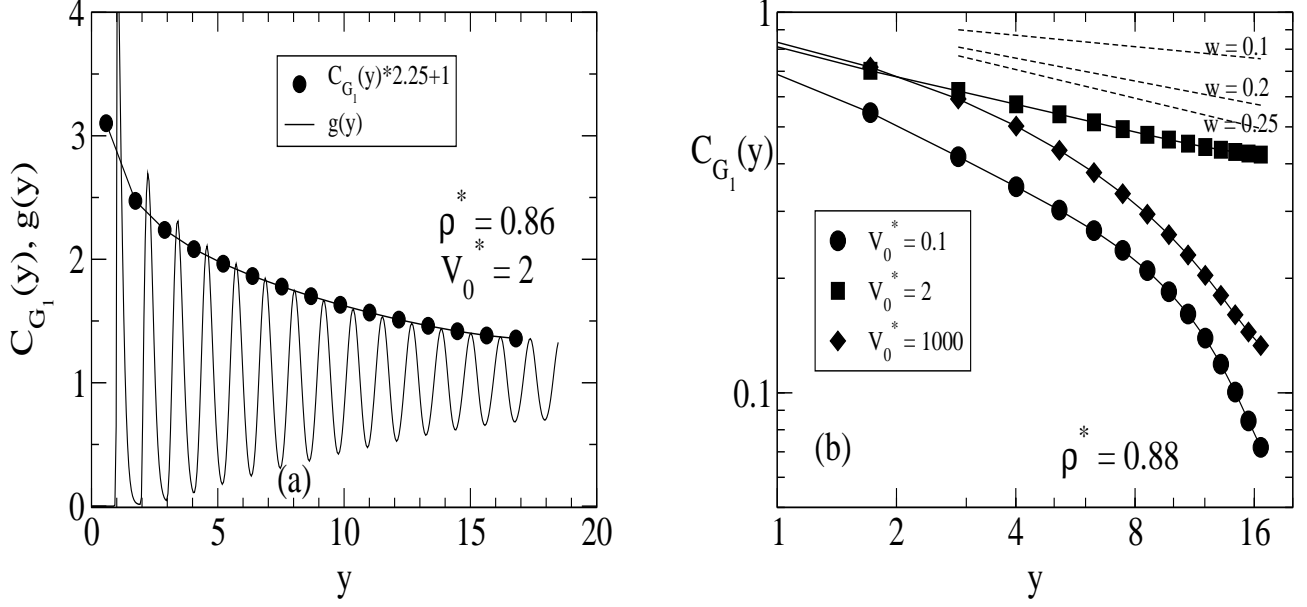 4
3
2
1
0
C_{G_1}(y), g(y)
C_{G_1}(y)*2.25+1
g(y)
ρ^* = 0.86
V_0^* = 2
(a)
0 5 10 15 20
y
1
0.1
C_{G_1}(y)
w = 0.1
w = 0.2
w = 0.25
V_0^* = 0.1
V_0^* = 2
V_0^* = 1000
(b)
ρ^* = 0.88
1 2 4 8 16
y